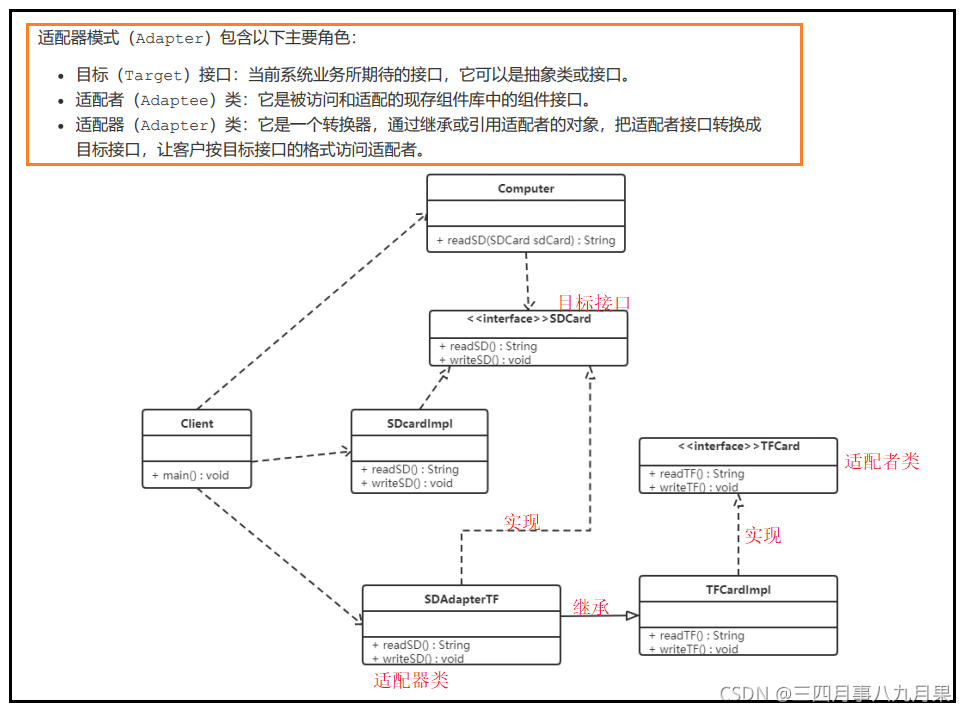 适配器模式（Adapter）包含以下主要角色：
• 目标（Target）接口：当前系统业务所期待的接口，它可以是抽象类或接口。
• 适配者（Adaptee）类：它是被访问和适配的现存组件库中的组件接口。
• 适配器（Adapter）类：它是一个转换器，通过继承或引用适配者的对象，把适配者接口转换成
目标接口，让客户按目标接口的格式访问适配者。
Computer
+ readSD(SDCard sdCard) : String
目标接口
<<interface>>SDCard
+ readSD() : String
+ writeSD() : void
Client
+ main() : void
SDcardImpl
+ readSD() : String
+ writeSD() : void
<<interface>>TFCard
+ readTF() : String
+ writeTF() : void
适配者类
实现
实现
SDAdapterTF
+ readSD() : String
+ writeSD() : void
适配器类
继承
TFCardImpl
+ readTF() : String
+ writeTF() : void
CSDN @三四月事八九月果